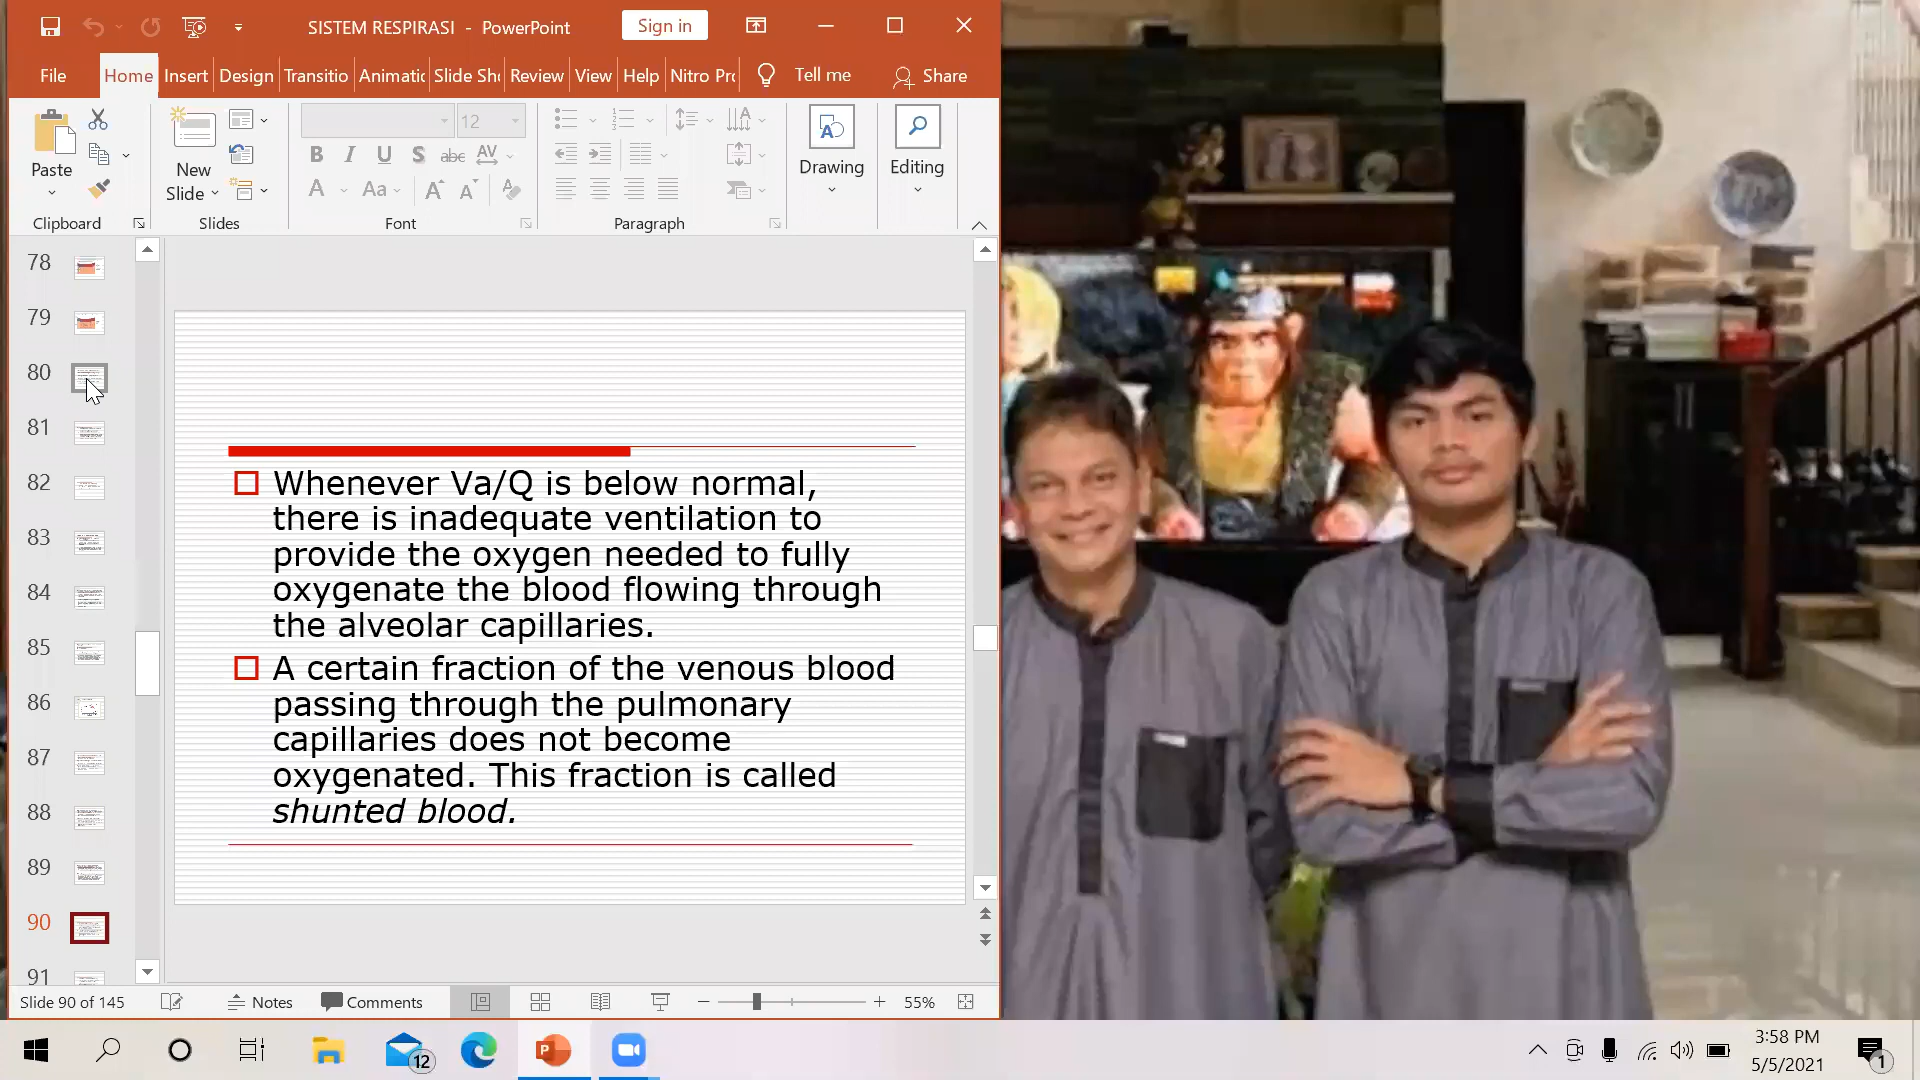 SISTEM RESPIRASI - PowerPoint
Sign in
File Home Insert Design Transitio Animatic Slide Sh Review View Help Nitro Pr Tell me Share
Paste
New
Slide
12
B I U S abc AV
A Aa A A
Drawing
Editing
Clipboard
Slides
Font
Paragraph
78
79
80
81
82
83
84
85
86
87
88
89
90
91
Whenever Va/Q is below normal,
there is inadequate ventilation to
provide the oxygen needed to fully
oxygenate the blood flowing through
the alveolar capillaries.
A certain fraction of the venous blood
passing through the pulmonary
capillaries does not become
oxygenated. This fraction is called
shunted blood.
Slide 90 of 145
Notes
Comments
55%
12
3:58 PM
5/5/2021
1